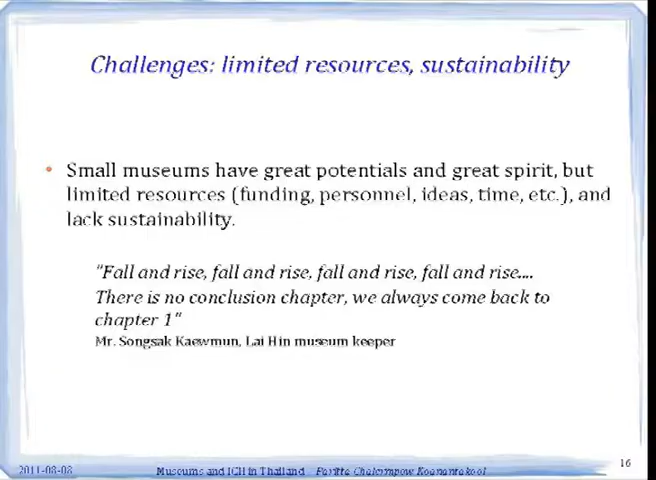 Challenges: limited resources, sustainability
• Small museums have great potentials and great spirit, but
limited resources (funding, personnel, ideas, time, etc.), and
lack sustainability.
"Fall and rise, fall and rise, fall and rise, fall and rise....
There is no conclusion chapter, we always come back to
chapter 1"
Mr. Songsak Kaewmun, Lai Hin museum keeper
2011-08-08
Museums and ICH in Thailand Paritta Chalermpow Koanantakool
16